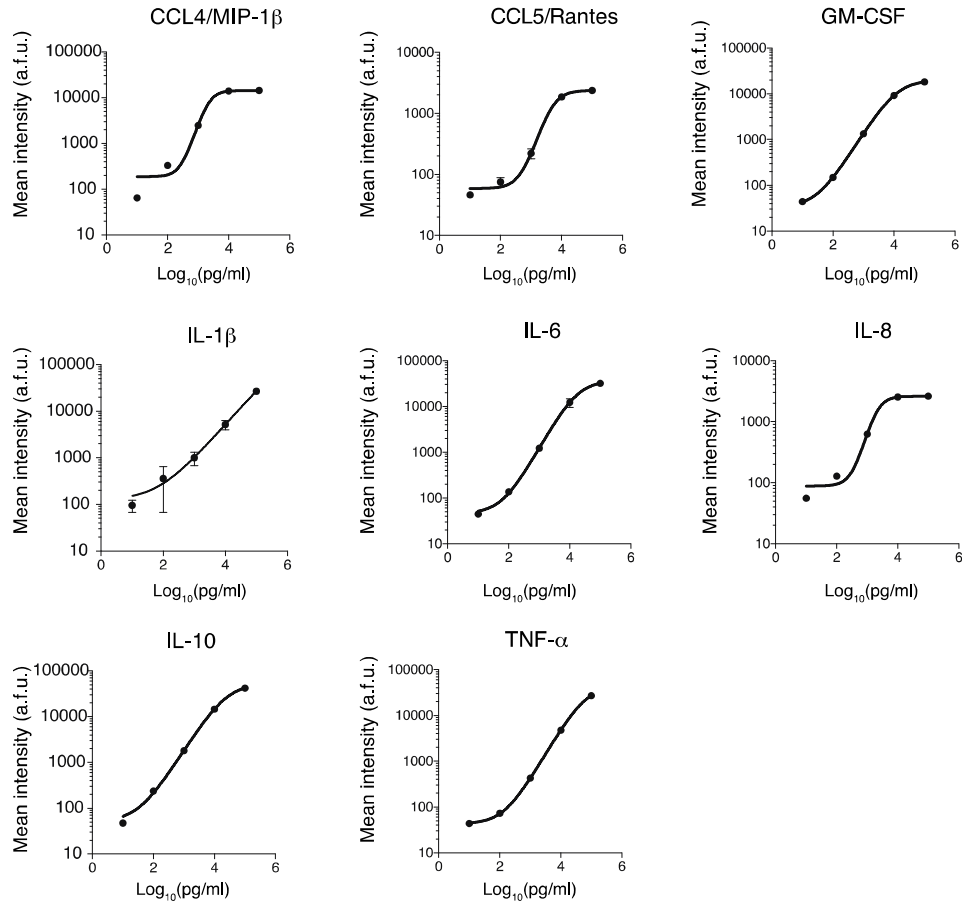 CCL4/MIP-1β
Mean intensity (a.f.u.)
100000
10000
1000
100
10
0 2 4 6
Log10(pg/ml)
CCL5/Rantes
Mean intensity (a.f.u.)
10000
1000
100
10
0 2 4 6
Log10(pg/ml)
GM-CSF
Mean intensity (a.f.u.)
100000
10000
1000
100
10
0 2 4 6
Log10(pg/ml)
IL-1β
Mean intensity (a.f.u.)
100000
10000
1000
100
10
0 2 4 6
Log10(pg/ml)
IL-6
Mean intensity (a.f.u.)
100000
10000
1000
100
10
0 2 4 6
Log10(pg/ml)
IL-8
Mean intensity (a.f.u.)
10000
1000
100
10
0 2 4 6
Log10(pg/ml)
IL-10
Mean intensity (a.f.u.)
100000
10000
1000
100
10
0 2 4 6
Log10(pg/ml)
TNF-α
Mean intensity (a.f.u.)
100000
10000
1000
100
10
0 2 4 6
Log10(pg/ml)